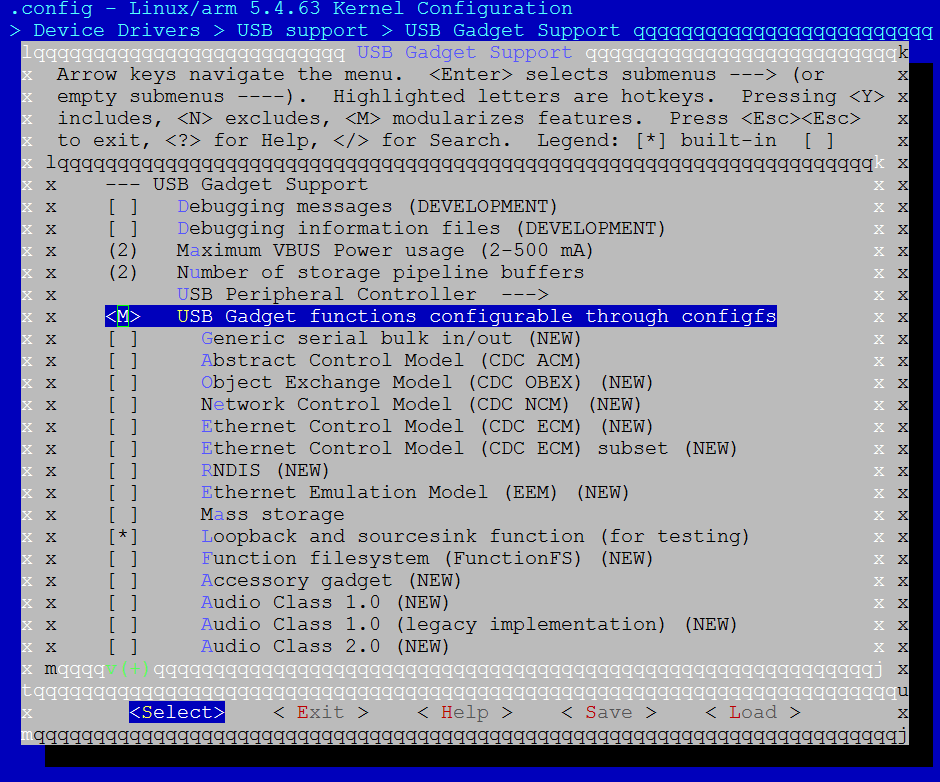 .config - Linux/arm 5.4.63 Kernel Configuration
> Device Drivers > USB support > USB Gadget Support qqqqqqqqqqqqqqqqqqqqqqqqq
lqqqqqqqqqqqqqqqqqqqqqqqqqq USB Gadget Support qqqqqqqqqqqqqqqqqqqqqqqqqqk
x  Arrow keys navigate the menu.  <Enter> selects submenus ---> (or      x
x  empty submenus ----).  Highlighted letters are hotkeys.  Pressing <Y> x
x  includes, <N> excludes, <M> modularizes features.  Press <Esc><Esc>   x
x  to exit, <?> for Help, </> for Search.  Legend: [*] built-in  [ ]     x
x lqqqqqqqqqqqqqqqqqqqqqqqqqqqqqqqqqqqqqqqqqqqqqqqqqqqqqqqqqqqqqqqqqqqqk x
x x    --- USB Gadget Support                                          x x
x x    [ ]   Debugging messages (DEVELOPMENT)                          x x
x x    [ ]   Debugging information files (DEVELOPMENT)                 x x
x x    (2)   Maximum VBUS Power usage (2-500 mA)                       x x
x x    (2)   Number of storage pipeline buffers                        x x
x x          USB Peripheral Controller  --->                           x x
x x    <M>   USB Gadget functions configurable through configfs        x x
x x    [ ]     Generic serial bulk in/out (NEW)                        x x
x x    [ ]     Abstract Control Model (CDC ACM)                        x x
x x    [ ]     Object Exchange Model (CDC OBEX) (NEW)                  x x
x x    [ ]     Network Control Model (CDC NCM) (NEW)                   x x
x x    [ ]     Ethernet Control Model (CDC ECM) (NEW)                  x x
x x    [ ]     Ethernet Control Model (CDC ECM) subset (NEW)           x x
x x    [ ]     RNDIS (NEW)                                             x x
x x    [ ]     Ethernet Emulation Model (EEM) (NEW)                    x x
x x    [ ]     Mass storage                                            x x
x x    [*]     Loopback and sourcesink function (for testing)          x x
x x    [ ]     Function filesystem (FunctionFS) (NEW)                  x x
x x    [ ]     Accessory gadget (NEW)                                  x x
x x    [ ]     Audio Class 1.0 (NEW)                                   x x
x x    [ ]     Audio Class 1.0 (legacy implementation) (NEW)           x x
x x    [ ]     Audio Class 2.0 (NEW)                                   x x
x mqqqqv(+)qqqqqqqqqqqqqqqqqqqqqqqqqqqqqqqqqqqqqqqqqqqqqqqqqqqqqqqqqqqqj x
tqqqqqqqqqqqqqqqqqqqqqqqqqqqqqqqqqqqqqqqqqqqqqqqqqqqqqqqqqqqqqqqqqqqqqqqqu
x        <Select>    < Exit >    < Help >    < Save >    < Load >        x
mqqqqqqqqqqqqqqqqqqqqqqqqqqqqqqqqqqqqqqqqqqqqqqqqqqqqqqqqqqqqqqqqqqqqqqqqj